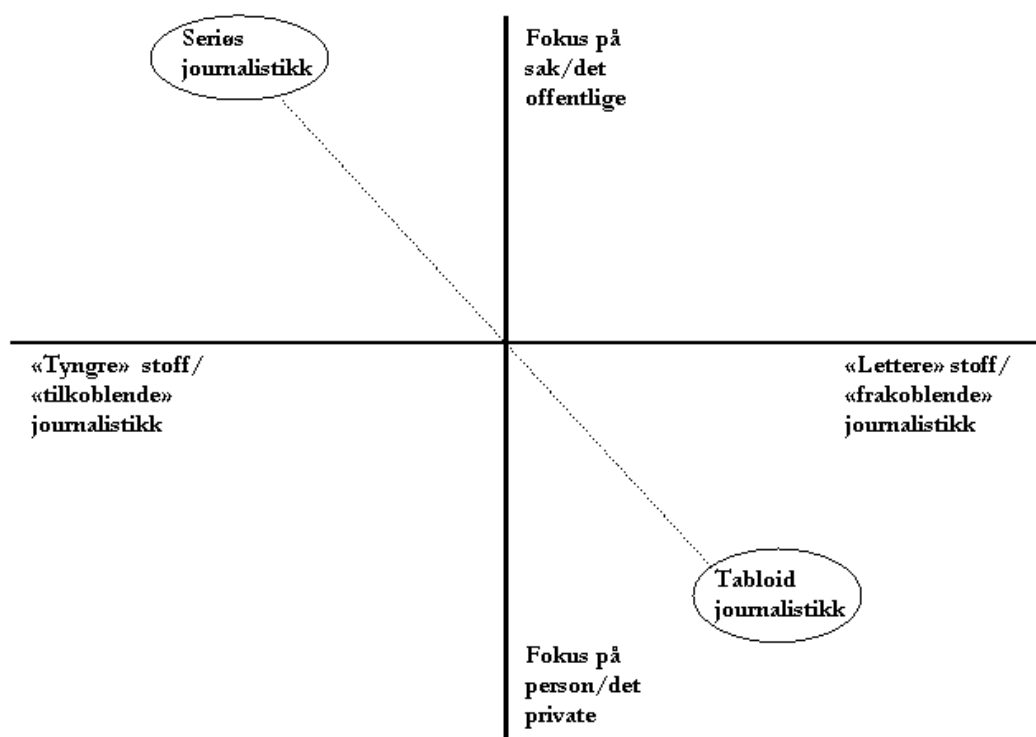 Seriøs
journalistikk
Fokus på
sak/det
offentlige
«Tyngre» stoff/
«tilkoblende»
journalistikk
«Lettere» stoff/
«frakoblende»
journalistikk
Tabloid
journalistikk
Fokus på
person/det
private